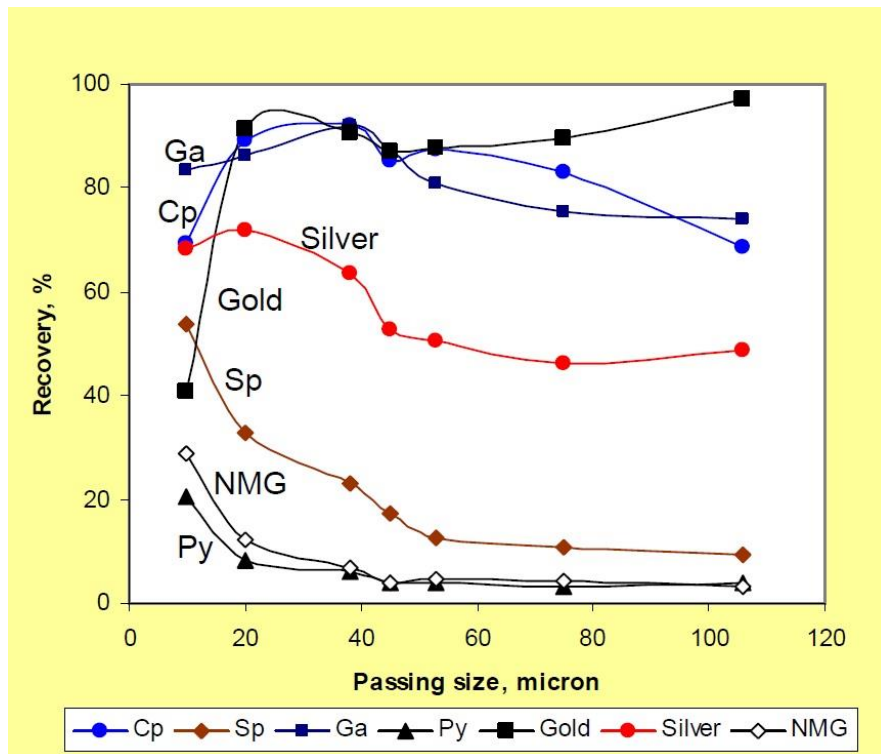 100
80
60
40
20
0
Recovery, %
Ga
Cp
Silver
Gold
Sp
NMG
Py
0 20 40 60 80 100 120
Passing size, micron
Cp Sp Ga Py Gold Silver NMG